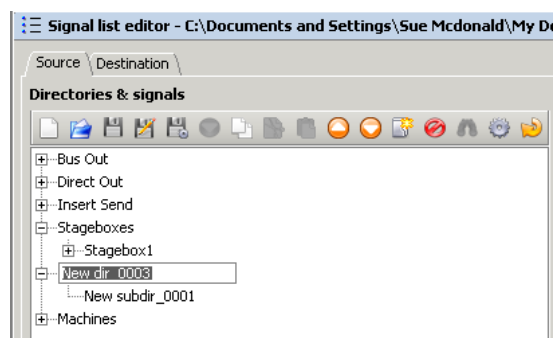 Signal list editor - C:\Documents and Settings\Sue Mcdonald\My D
Source \ Destination \
Directories & signals
Bus Out
Direct Out
Insert Send
Stageboxes
Stagebox1
New dir_0003
New subdir_0001
Machines